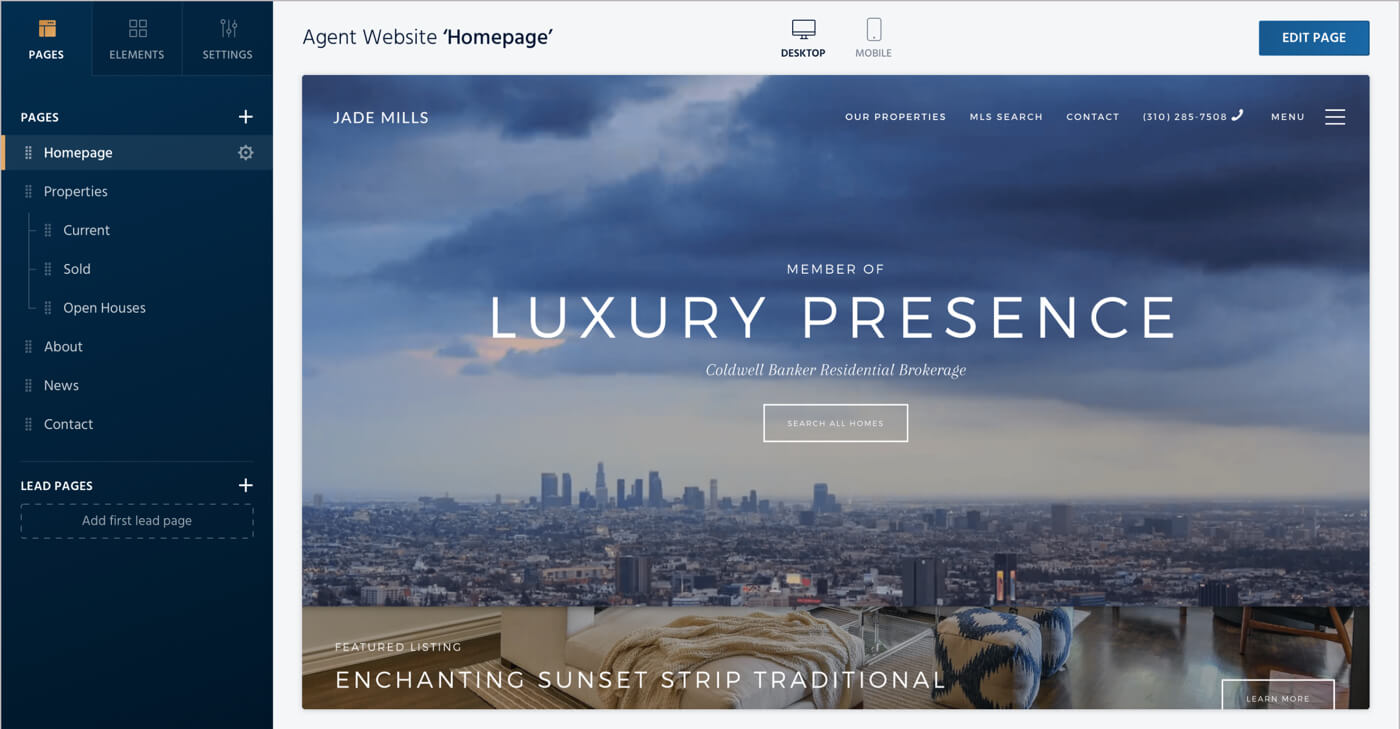 PAGES
ELEMENTS
SETTINGS
PAGES
Homepage
Properties
Current
Sold
Open Houses
About
News
Contact
LEAD PAGES
Add first lead page
Agent Website ‘Homepage’
DESKTOP
MOBILE
EDIT PAGE
JADE MILLS
OUR PROPERTIES
MLS SEARCH
CONTACT
(310) 285-7508
MENU
MEMBER OF
LUXURY PRESENCE
Coldwell Banker Residential Brokerage
SEARCH ALL HOMES
FEATURED LISTING
ENCHANTING SUNSET STRIP TRADITIONAL
LEARN MORE